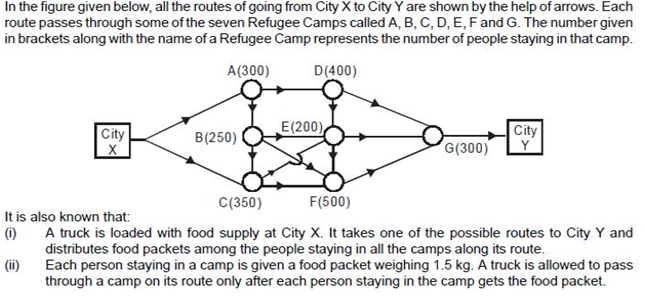 In the figure given below, all the routes of going from City X to City Y are shown by the help of arrows. Each
route passes through some of the seven Refugee Camps called A, B, C, D, E, F and G. The number given
in brackets along with the name of a Refugee Camp represents the number of people staying in that camp.
A(300) D(400)
City
X
B(250)
E(200)
City
Y
G(300)
C(350) F(500)
It is also known that:
(i) A truck is loaded with food supply at City X. It takes one of the possible routes to City Y and
distributes food packets among the people staying in all the camps along its route.
(ii) Each person staying in a camp is given a food packet weighing 1.5 kg. A truck is allowed to pass
through a camp on its route only after each person staying in the camp gets the food packet.